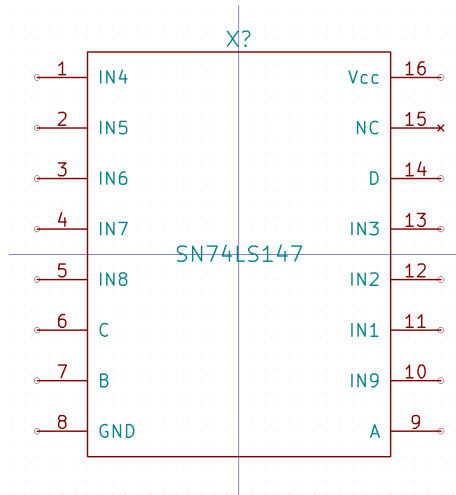 X?
1 IN4 Vcc 16
2 IN5 NC 15
3 IN6 D 14
4 IN7 IN3 13
SN74LS147
5 IN8 IN2 12
6 C IN1 11
7 B IN9 10
8 GND A 9